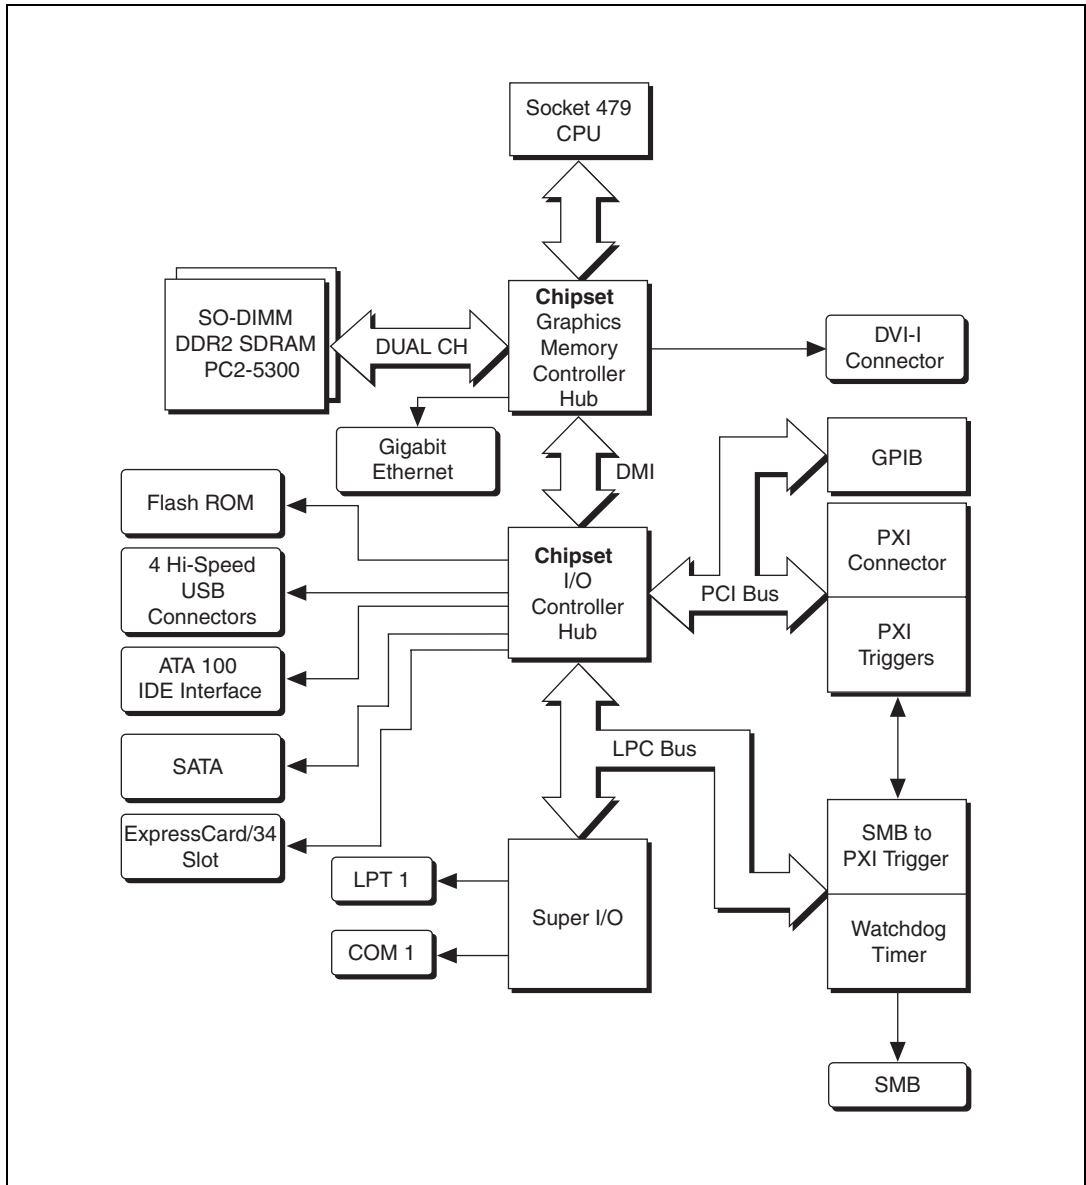 Socket 479
CPU
SO-DIMM
DDR2 SDRAM
PC2-5300
DUAL CH
Chipset
Graphics
Memory
Controller
Hub
DVI-I
Connector
Gigabit
Ethernet
DMI
GPIB
Flash ROM
4 Hi-Speed
USB
Connectors
Chipset
I/O
Controller
Hub
PCI Bus
PXI
Connector
PXI
Triggers
ATA 100
IDE Interface
SATA
LPC Bus
ExpressCard/34
Slot
LPT 1
COM 1
Super I/O
SMB to
PXI Trigger
Watchdog
Timer
SMB